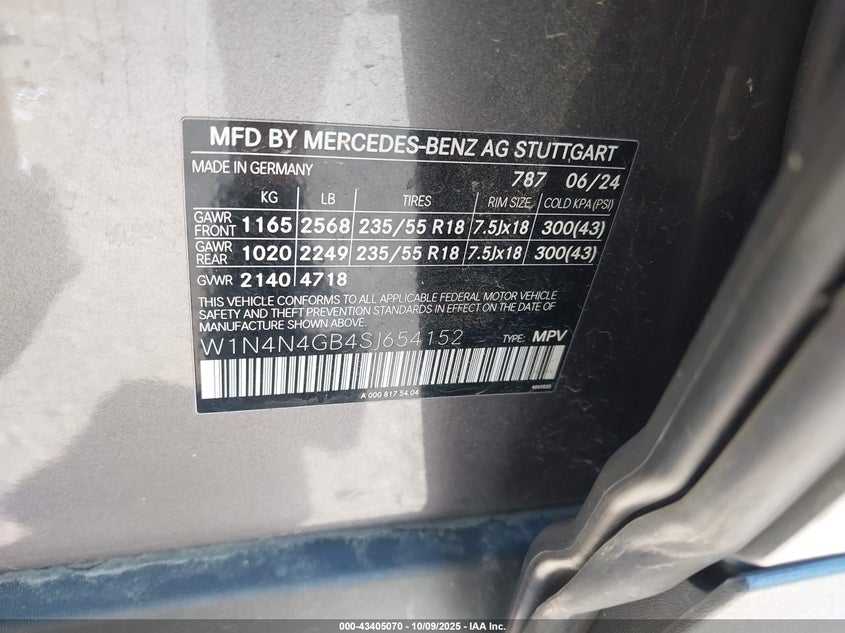 MFD BY MERCEDES-BENZ AG STUTTGART
MADE IN GERMANY 787 06/24
KG LB TIRES RIM SIZE COLD KPA (PSI)
GAWR FRONT 1165 2568 235/55 R18 7.5Jx18 300(43)
GAWR REAR 1020 2249 235/55 R18 7.5Jx18 300(43)
GVWR 2140 4718
THIS VEHICLE CONFORMS TO ALL APPLICABLE FEDERAL MOTOR VEHICLE
SAFETY AND THEFT PREVENTION STANDARDS IN EFFECT ON THE DATE OF
MANUFACTURE SHOWN ABOVE.
W1N4N4GB4SJ654152 TYPE: MPV
A 000 817 54 04
000-43405070 - 10/09/2025 - IAA Inc.